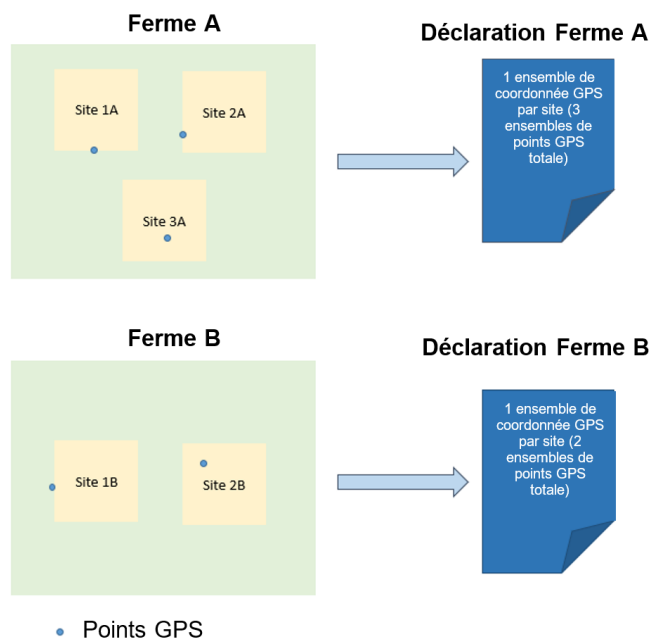 Ferme A
Déclaration Ferme A
Site 1A
Site 2A
Site 3A
1 ensemble de
coordonnée GPS
par site (3
ensembles de
points GPS
totale)
Ferme B
Déclaration Ferme B
Site 1B
Site 2B
1 ensemble de
coordonnée GPS
par site (2
ensembles de
points GPS
totale)
Points GPS